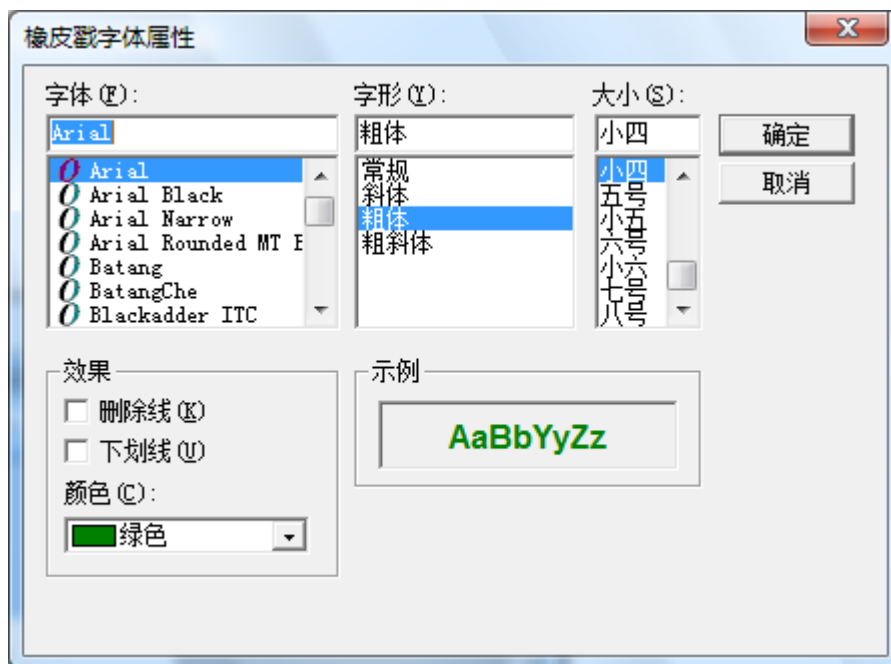 橡皮戳字体属性
字体(F):
字形(Y):
大小(S):
Arial
粗体
小四
确定
取消
Arial
Arial Black
Arial Narrow
Arial Rounded MT
Batang
BatangChe
Blackadder ITC
常规
斜体
粗体
粗斜体
小四
五号
小五
六号
小六
七号
八号
效果
删除线(K)
下划线(U)
颜色(C):
绿色
示例
AaBbYyZz